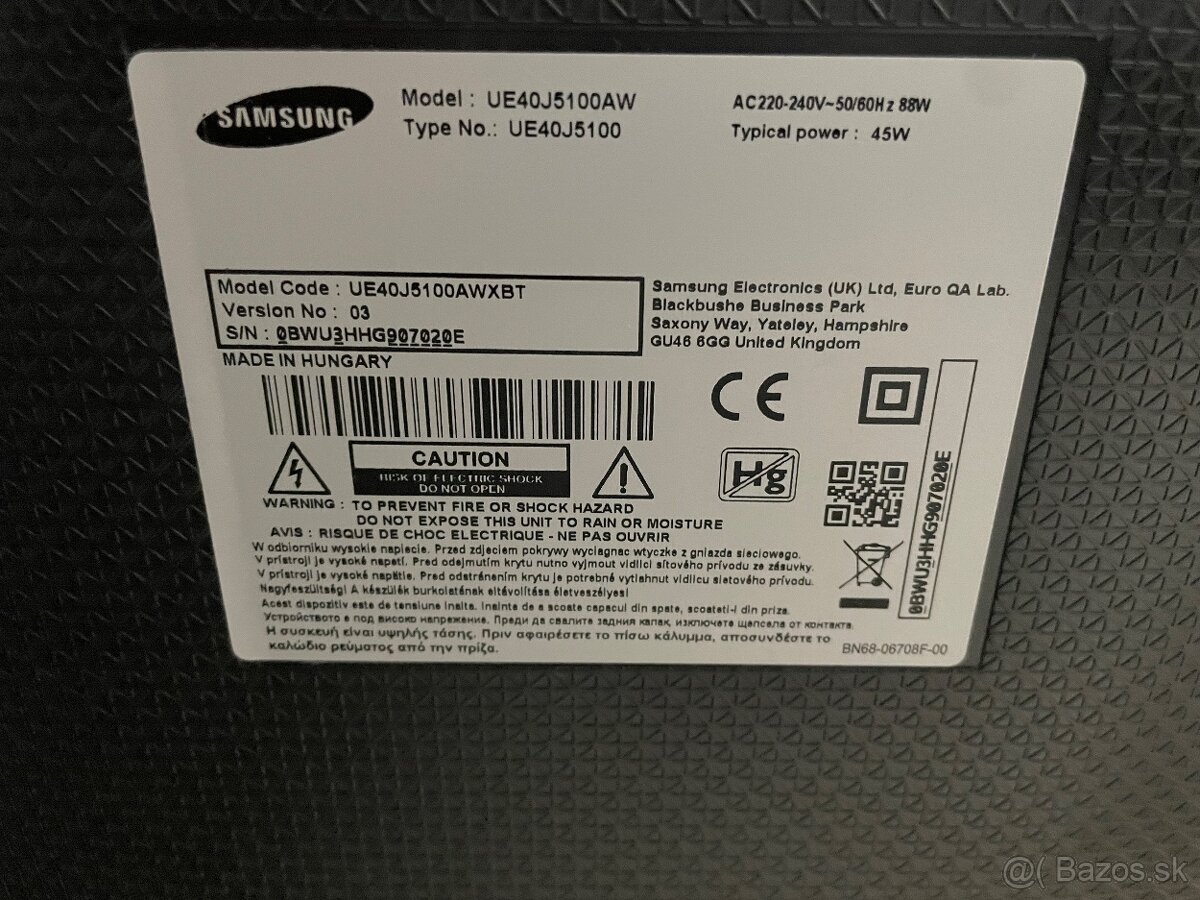 SAMSUNG
Model : UE40J5100AW
Type No.: UE40J5100
AC220-240V~50/60Hz 88W
Typical power : 45W
Model Code : UE40J5100AWXBT
Version No : 03
S/N : 0BWU3HHG907020E
Samsung Electronics (UK) Ltd, Euro QA Lab.
Blackbushe Business Park
Saxony Way, Yateley, Hampshire
GU46 6GG United Kingdom
MADE IN HUNGARY
CE
CAUTION
RISK OF ELECTRIC SHOCK
DO NOT OPEN
Hg
0BWU3HHG907020E
WARNING : TO PREVENT FIRE OR SHOCK HAZARD
DO NOT EXPOSE THIS UNIT TO RAIN OR MOISTURE
AVIS : RISQUE DE CHOC ELECTRIQUE - NE PAS OUVRIR
W odbiorniku wysokie napiecie. Przed zdjeciem pokrywy wyciagnac wtyczke z gniazda sieciowego.
V prístroji je vysoké napetí. Pred odejmutím krytu nutno vyjmout vidlici sítového prívodu ze zásuvky.
V prístroji je vysoké napätie. Pred odstránením krytu je potrebné vytiahnut vidlicu sietového prívodu.
Nagyfeszültség! A készülék burkolatának eltávolítása életveszélyes!
Acest dispozitiv este de tensiune inalta. Inainte de a scoate capacul din spate, scoateti-l din priza.
Устройството е под високо напрежение. Преди да свалите задния капак, изключете щепсела от контакта.
Η συσκευή είναι υψηλής τάσης. Πριν αφαιρέσετε το πίσω κάλυμμα, αποσυνδέστε το
καλώδιο ρεύματος από την πρίζα.
BN68-06708F-00
@( Bazos.sk